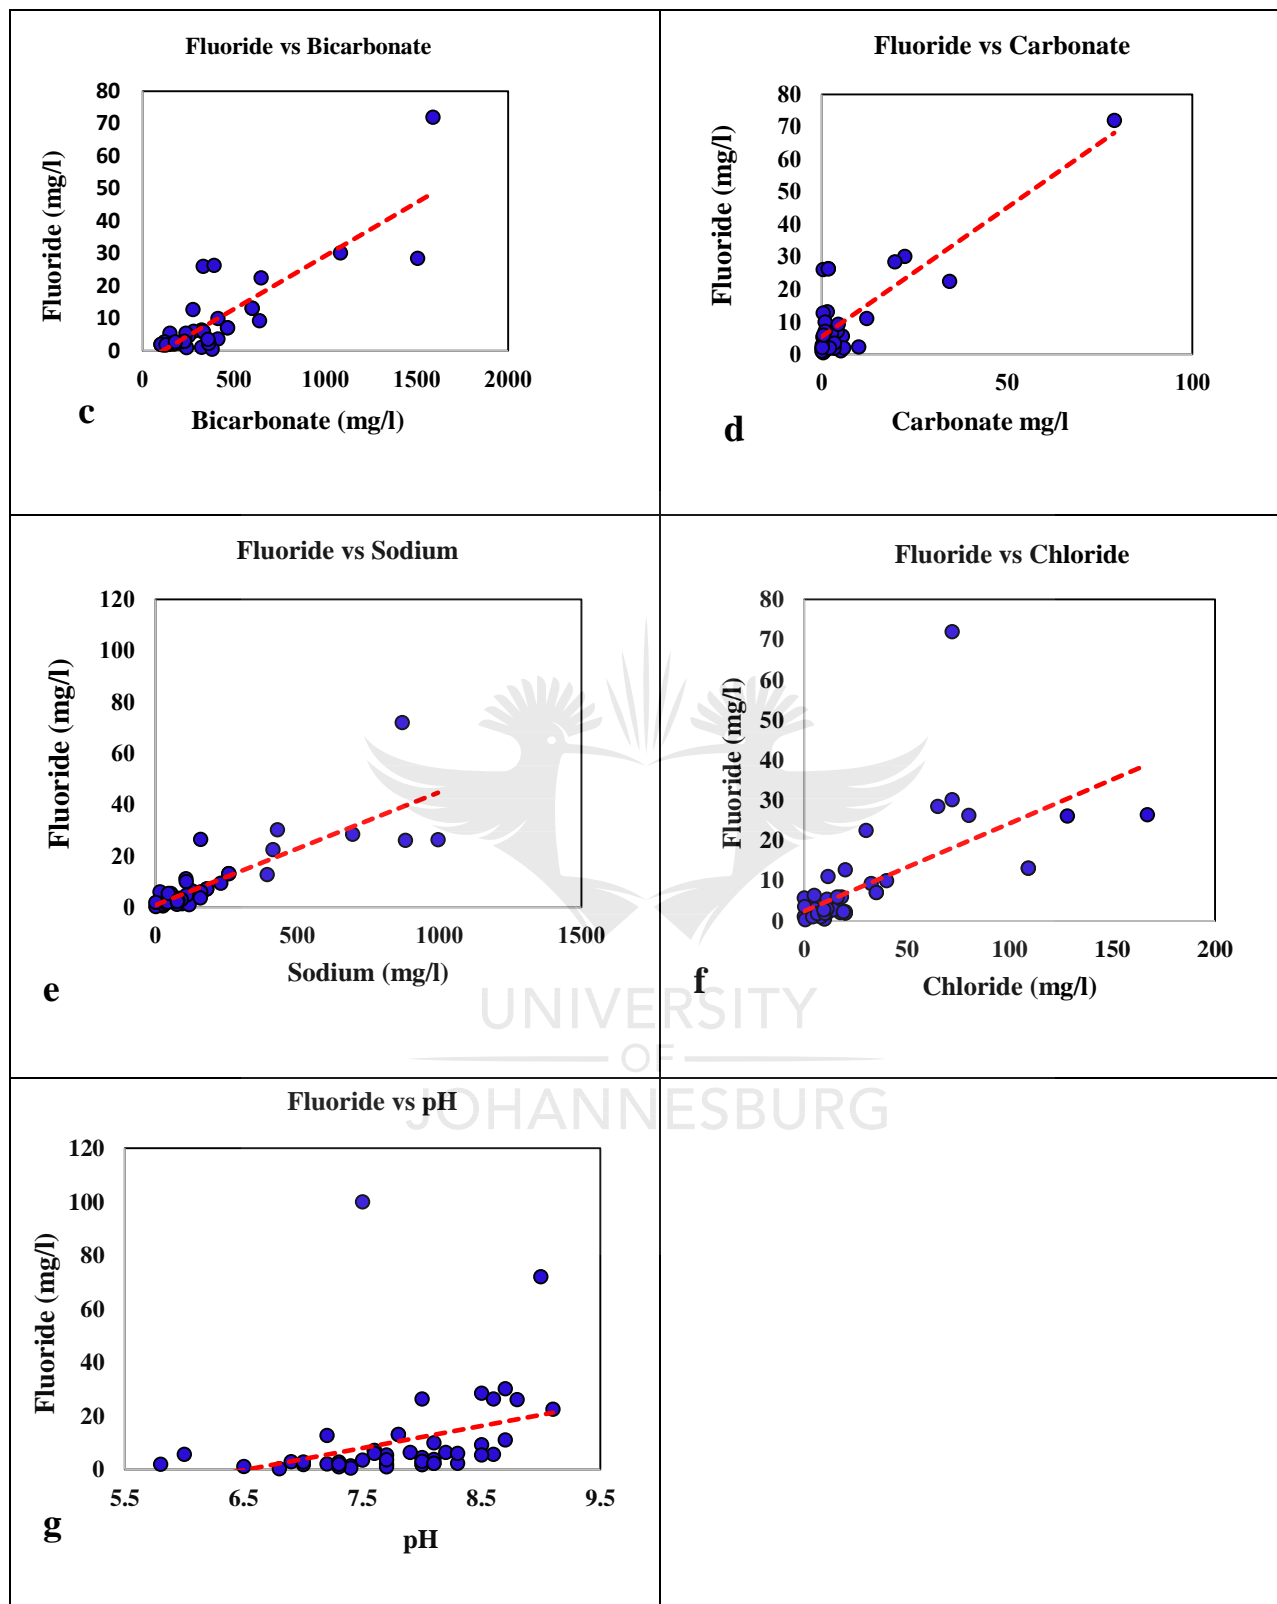 Fluoride vs Bicarbonate
80
70
60
50
40
30
20
10
0
0 500 1000 1500 2000
Fluoride (mg/l)
Bicarbonate (mg/l)
c
Fluoride vs Carbonate
80
70
60
50
40
30
20
10
0
0 50 100
Fluoride (mg/l)
Carbonate mg/l
d
Fluoride vs Sodium
120
100
80
60
40
20
0
0 500 1000 1500
Fluoride (mg/l)
Sodium (mg/l)
e
Fluoride vs Chloride
80
70
60
50
40
30
20
10
0
0 50 100 150 200
Fluoride (mg/l)
Chloride (mg/l)
f
UNIVERSITY
OF
JOHANNESBURG
Fluoride vs pH
120
100
80
60
40
20
0
5.5 6.5 7.5 8.5 9.5
Fluoride (mg/l)
pH
g